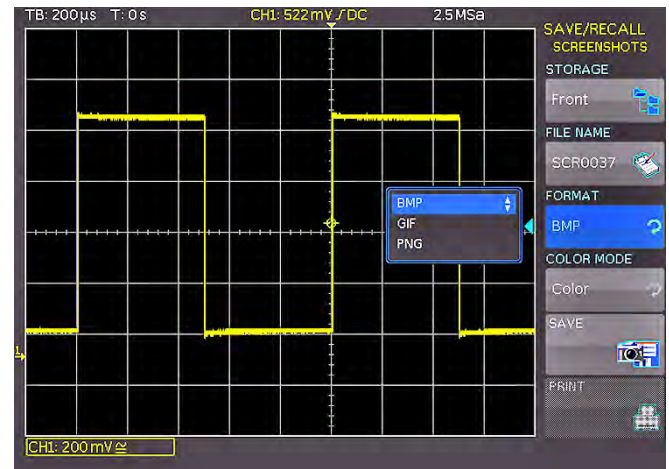 TB: 200µs T: 0s CH1: 522mV ⎍ DC 2.5MSa
SAVE/RECALL
SCREENSHOTS
STORAGE
Front
FILE NAME
SCR0037
FORMAT
BMP
GIF
PNG
BMP
COLOR MODE
Color
SAVE
1
PRINT
CH1: 200mV ≅